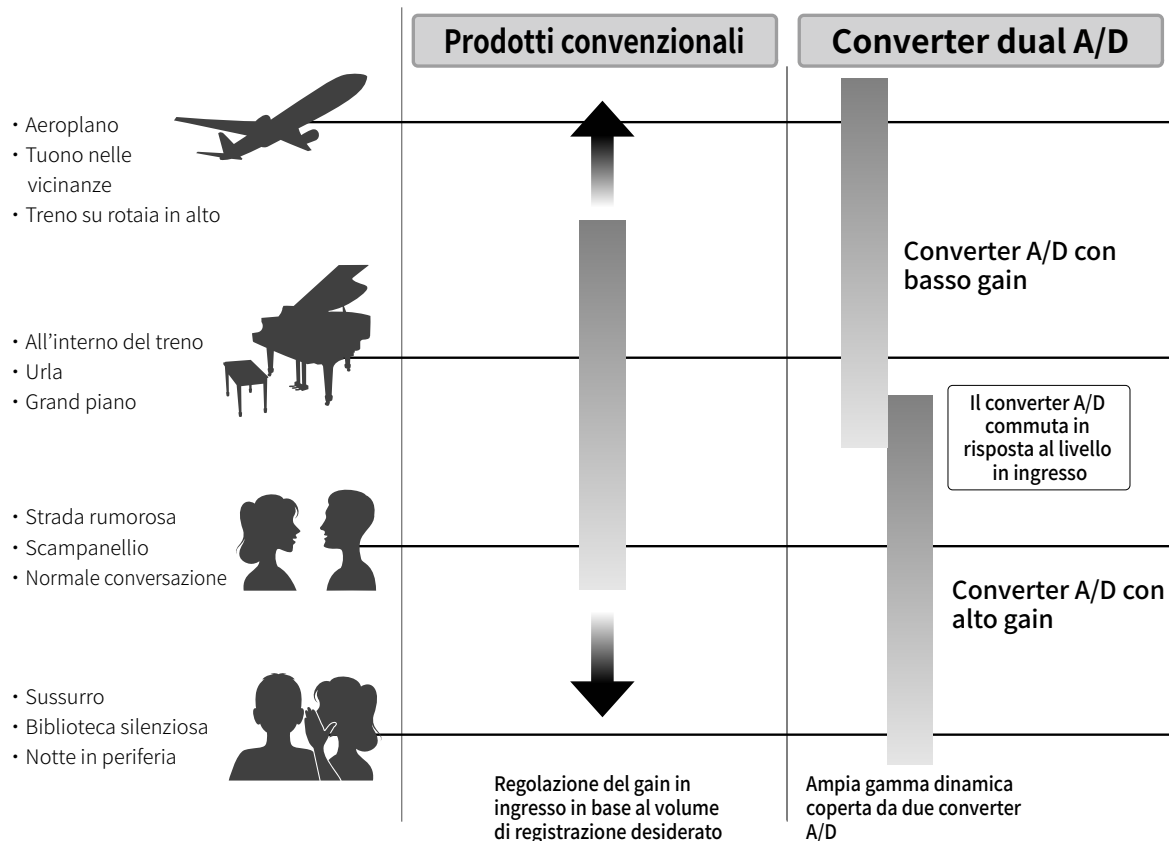 Prodotti convenzionali
Converter dual A/D
・Aeroplano
・Tuono nelle
vicinanze
・Treno su rotaia in alto
Converter A/D con
basso gain
・All’interno del treno
・Urla
・Grand piano
Il converter A/D
commuta in
risposta al livello
in ingresso
・Strada rumorosa
・Scampanellio
・Normale conversazione
Converter A/D con
alto gain
・Sussurro
・Biblioteca silenziosa
・Notte in periferia
Regolazione del gain in
ingresso in base al volume
di registrazione desiderato
Ampia gamma dinamica
coperta da due converter
A/D